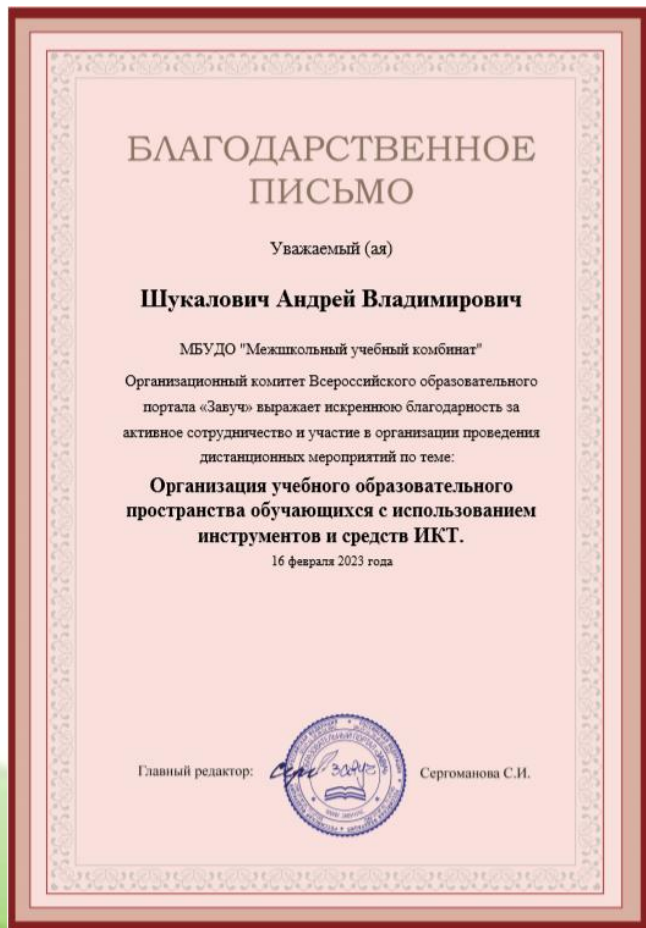 БЛАГОДАРСТВЕННОЕ
ПИСЬМО
Уважаемый (ая)
Шукалович Андрей Владимирович
МБУДО "Межшкольный учебный комбинат"
Организационный комитет Всероссийского образовательного
портала «Завуч» выражает искреннюю благодарность за
активное сотрудничество и участие в организации проведения
дистанционных мероприятий по теме:
Организация учебного образовательного
пространства обучающихся с использованием
инструментов и средств ИКТ.
16 февраля 2023 года
Главный редактор:
завуч
Сергоманова С.И.